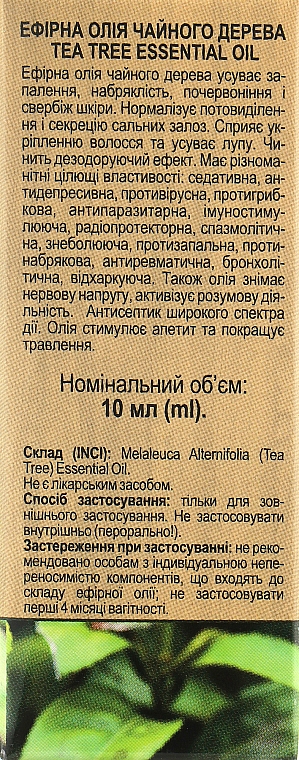 ЕФІРНА ОЛІЯ ЧАЙНОГО ДЕРЕВА
TEA TREE ESSENTIAL OIL
Ефірна олія чайного дерева усуває за-
палення, набряклість, почервоніння і
свербіж шкіри. Нормалізує потовиділен-
ня і секрецію сальних залоз. Сприяє ук-
ріпленню волосся та усуває лупу. Чи-
нить дезодоруючий ефект. Має різнома-
нітні цілющі властивості: седативна, ан-
тидепресивна, противірусна, протигриб-
кова, антипаразитарна, імуностиму-
лююча, радіопротекторна, спазмолітич-
на, знеболююча, протизапальна, проти-
набрякова, антиревматична, бронхолі-
тична, відхаркуюча. Також олія знімає
нервову напругу, активізує розумову дія-
льність. Антисептик широкого спектра
дії. Олія стимулює апетит та покращує
травлення.
Номінальний об'єм:
10 мл (ml).
Склад (INCI): Melaleuca Alternifolia (Tea
Tree) Essential Oil.
Не є лікарським засобом.
Спосіб застосування: тільки для зов-
нішнього застосування. Не застосовувати
внутрішньо (перорально!).
Застереження при застосуванні: не реко-
мендовано особам з індивідуальною непе-
реносимістю компонентів, що входять до
складу ефірної олії; не застосовувати
перші 4 місяці вагітності.